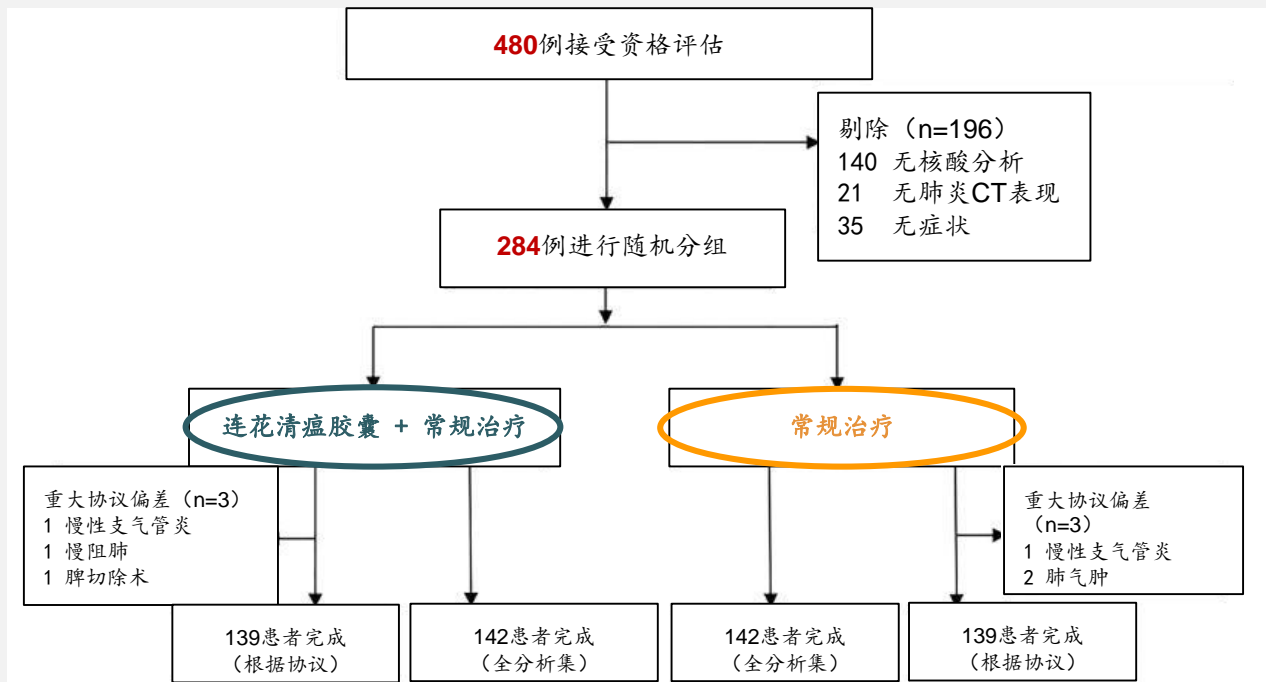 480例接受资格评估
剔除（n=196）
140 无核酸分析
21 无肺炎CT表现
35 无症状
284例进行随机分组
连花清瘟胶囊 + 常规治疗
常规治疗
重大协议偏差（n=3）
1 慢性支气管炎
1 慢阻肺
1 脾切除术
重大协议偏差
（n=3）
1 慢性支气管炎
2 肺气肿
139患者完成
（根据协议）
142患者完成
（全分析集）
142患者完成
（全分析集）
139患者完成
（根据协议）